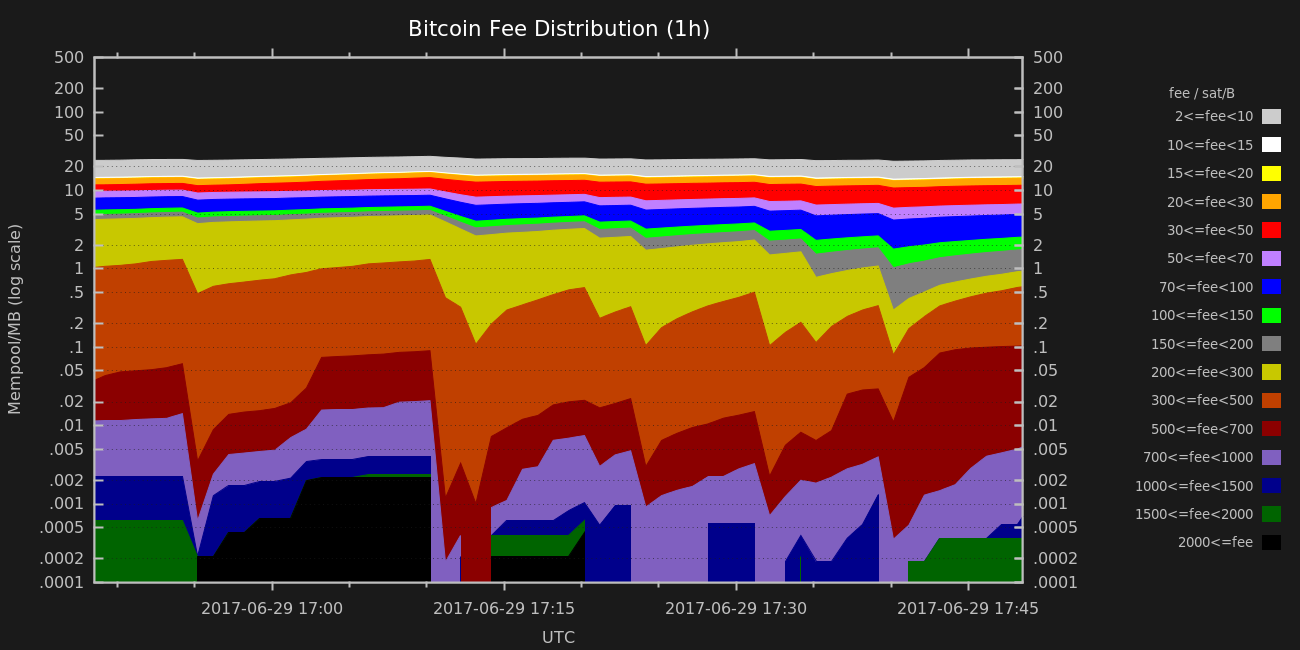 Bitcoin Fee Distribution (1h)
500 500
200 200
100 100
50 50
20 20
10 10
5 5
2 2
1 1
.5 .5
.2 .2
.1 .1
.05 .05
.02 .02
.01 .01
.005 .005
.002 .002
.001 .001
.0005 .0005
.0002 .0002
.0001 .0001
Mempool/MB (log scale)
2017-06-29 17:00 2017-06-29 17:15 2017-06-29 17:30 2017-06-29 17:45
UTC
fee / sat/B
2<=fee<10
10<=fee<15
15<=fee<20
20<=fee<30
30<=fee<50
50<=fee<70
70<=fee<100
100<=fee<150
150<=fee<200
200<=fee<300
300<=fee<500
500<=fee<700
700<=fee<1000
1000<=fee<1500
1500<=fee<2000
2000<=fee